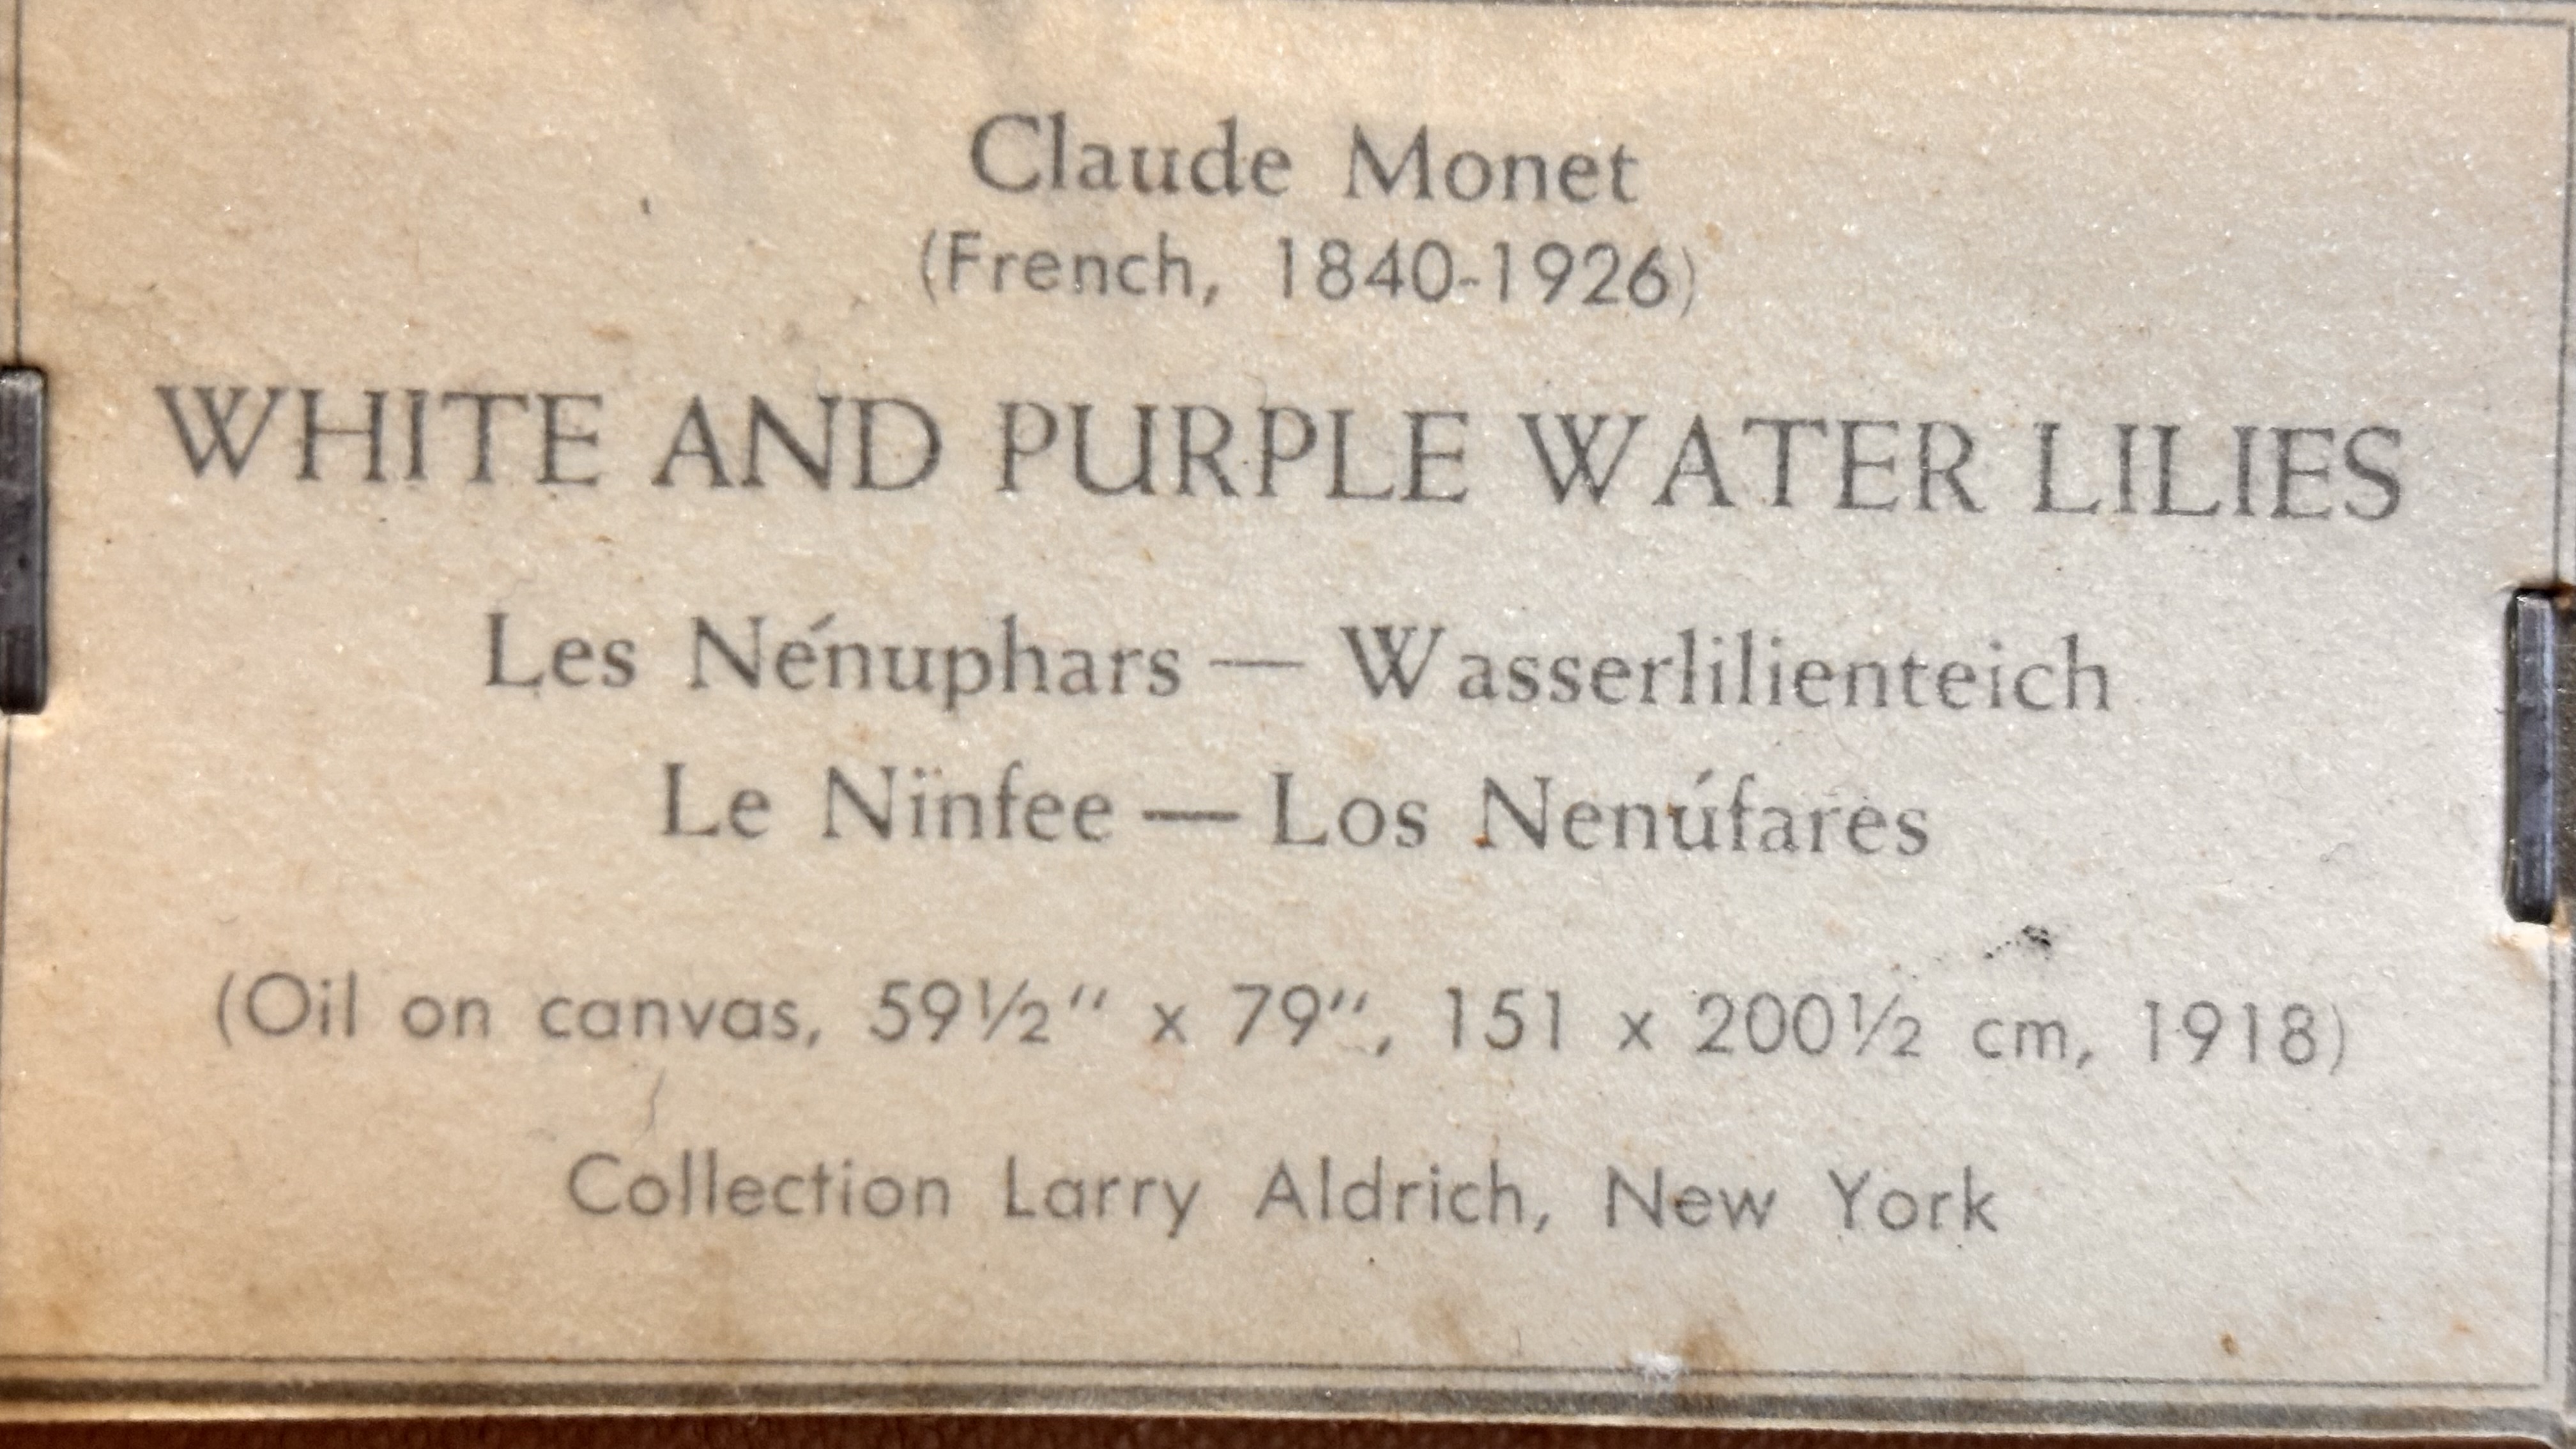 Claude Monet
(French, 1840-1926)
WHITE AND PURPLE WATER LILIES
Les Nénuphars — Wasserlilienteich
Le Ninfee — Los Nenúfares
(Oil on canvas, 59½" x 79", 151 x 200½ cm, 1918)
Collection Larry Aldrich, New York